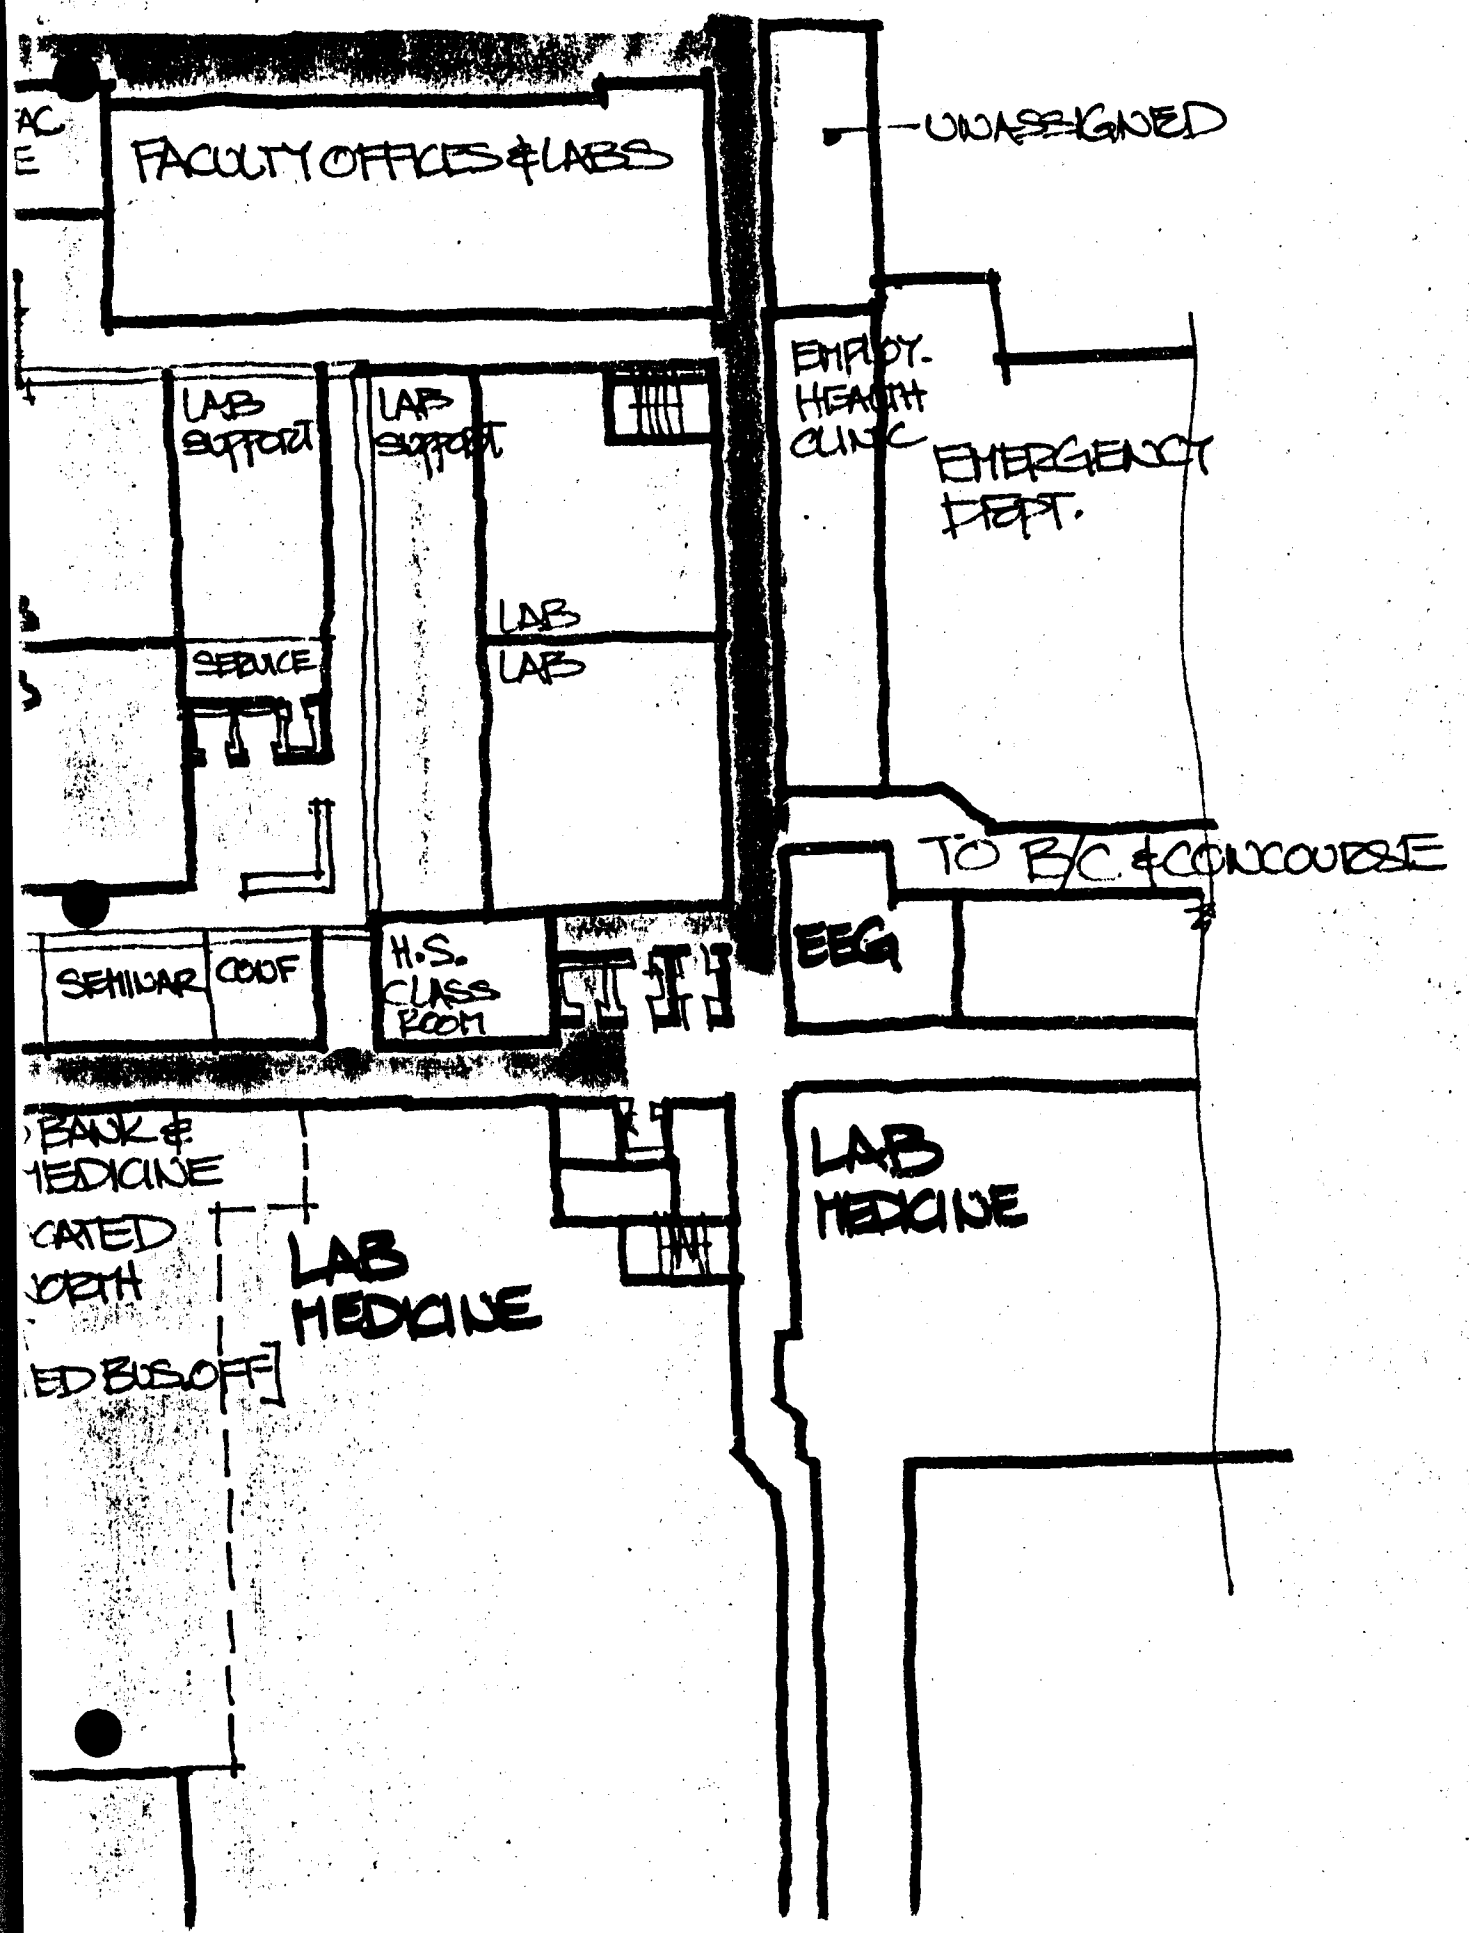 AC
E
FACULTY OFFICES & LABS
UNASSIGNED
LAB
SUPPORT
LAB
SUPPORT
EMPLOY.
HEALTH
CLINIC
EMERGENCY
DEPT.
LAB
LAB
SERVICE
TO B/C. & CONCOURSE
SEMINAR
CONF
H.S.
CLASS
ROOM
EEG
BANK &
MEDICINE
CATED
ORTH
ED BUS.OFF]
LAB
MEDICINE
LAB
MEDICINE